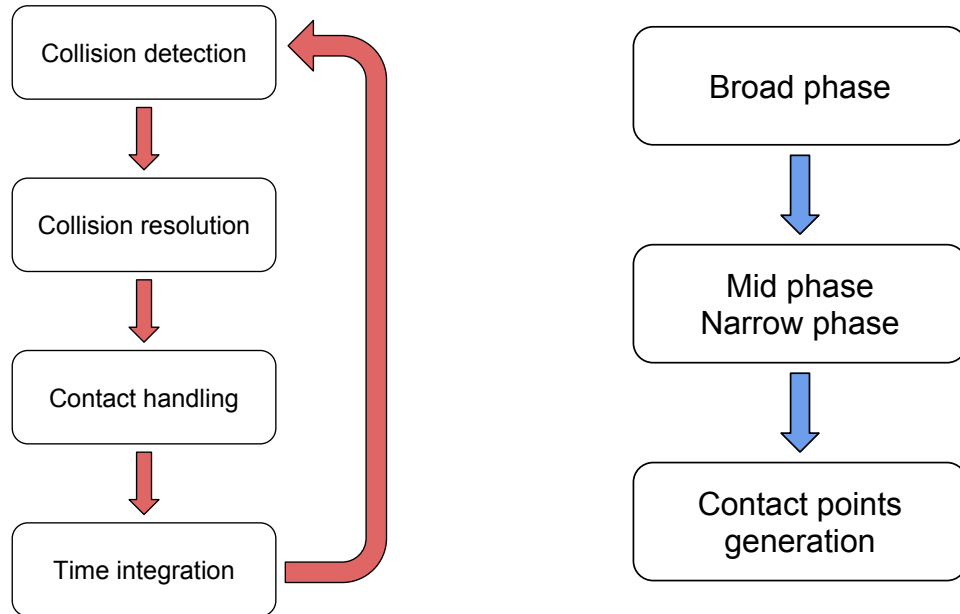 Collision detection
Collision resolution
Contact handling
Time integration
Broad phase
Mid phase
Narrow phase
Contact points
generation